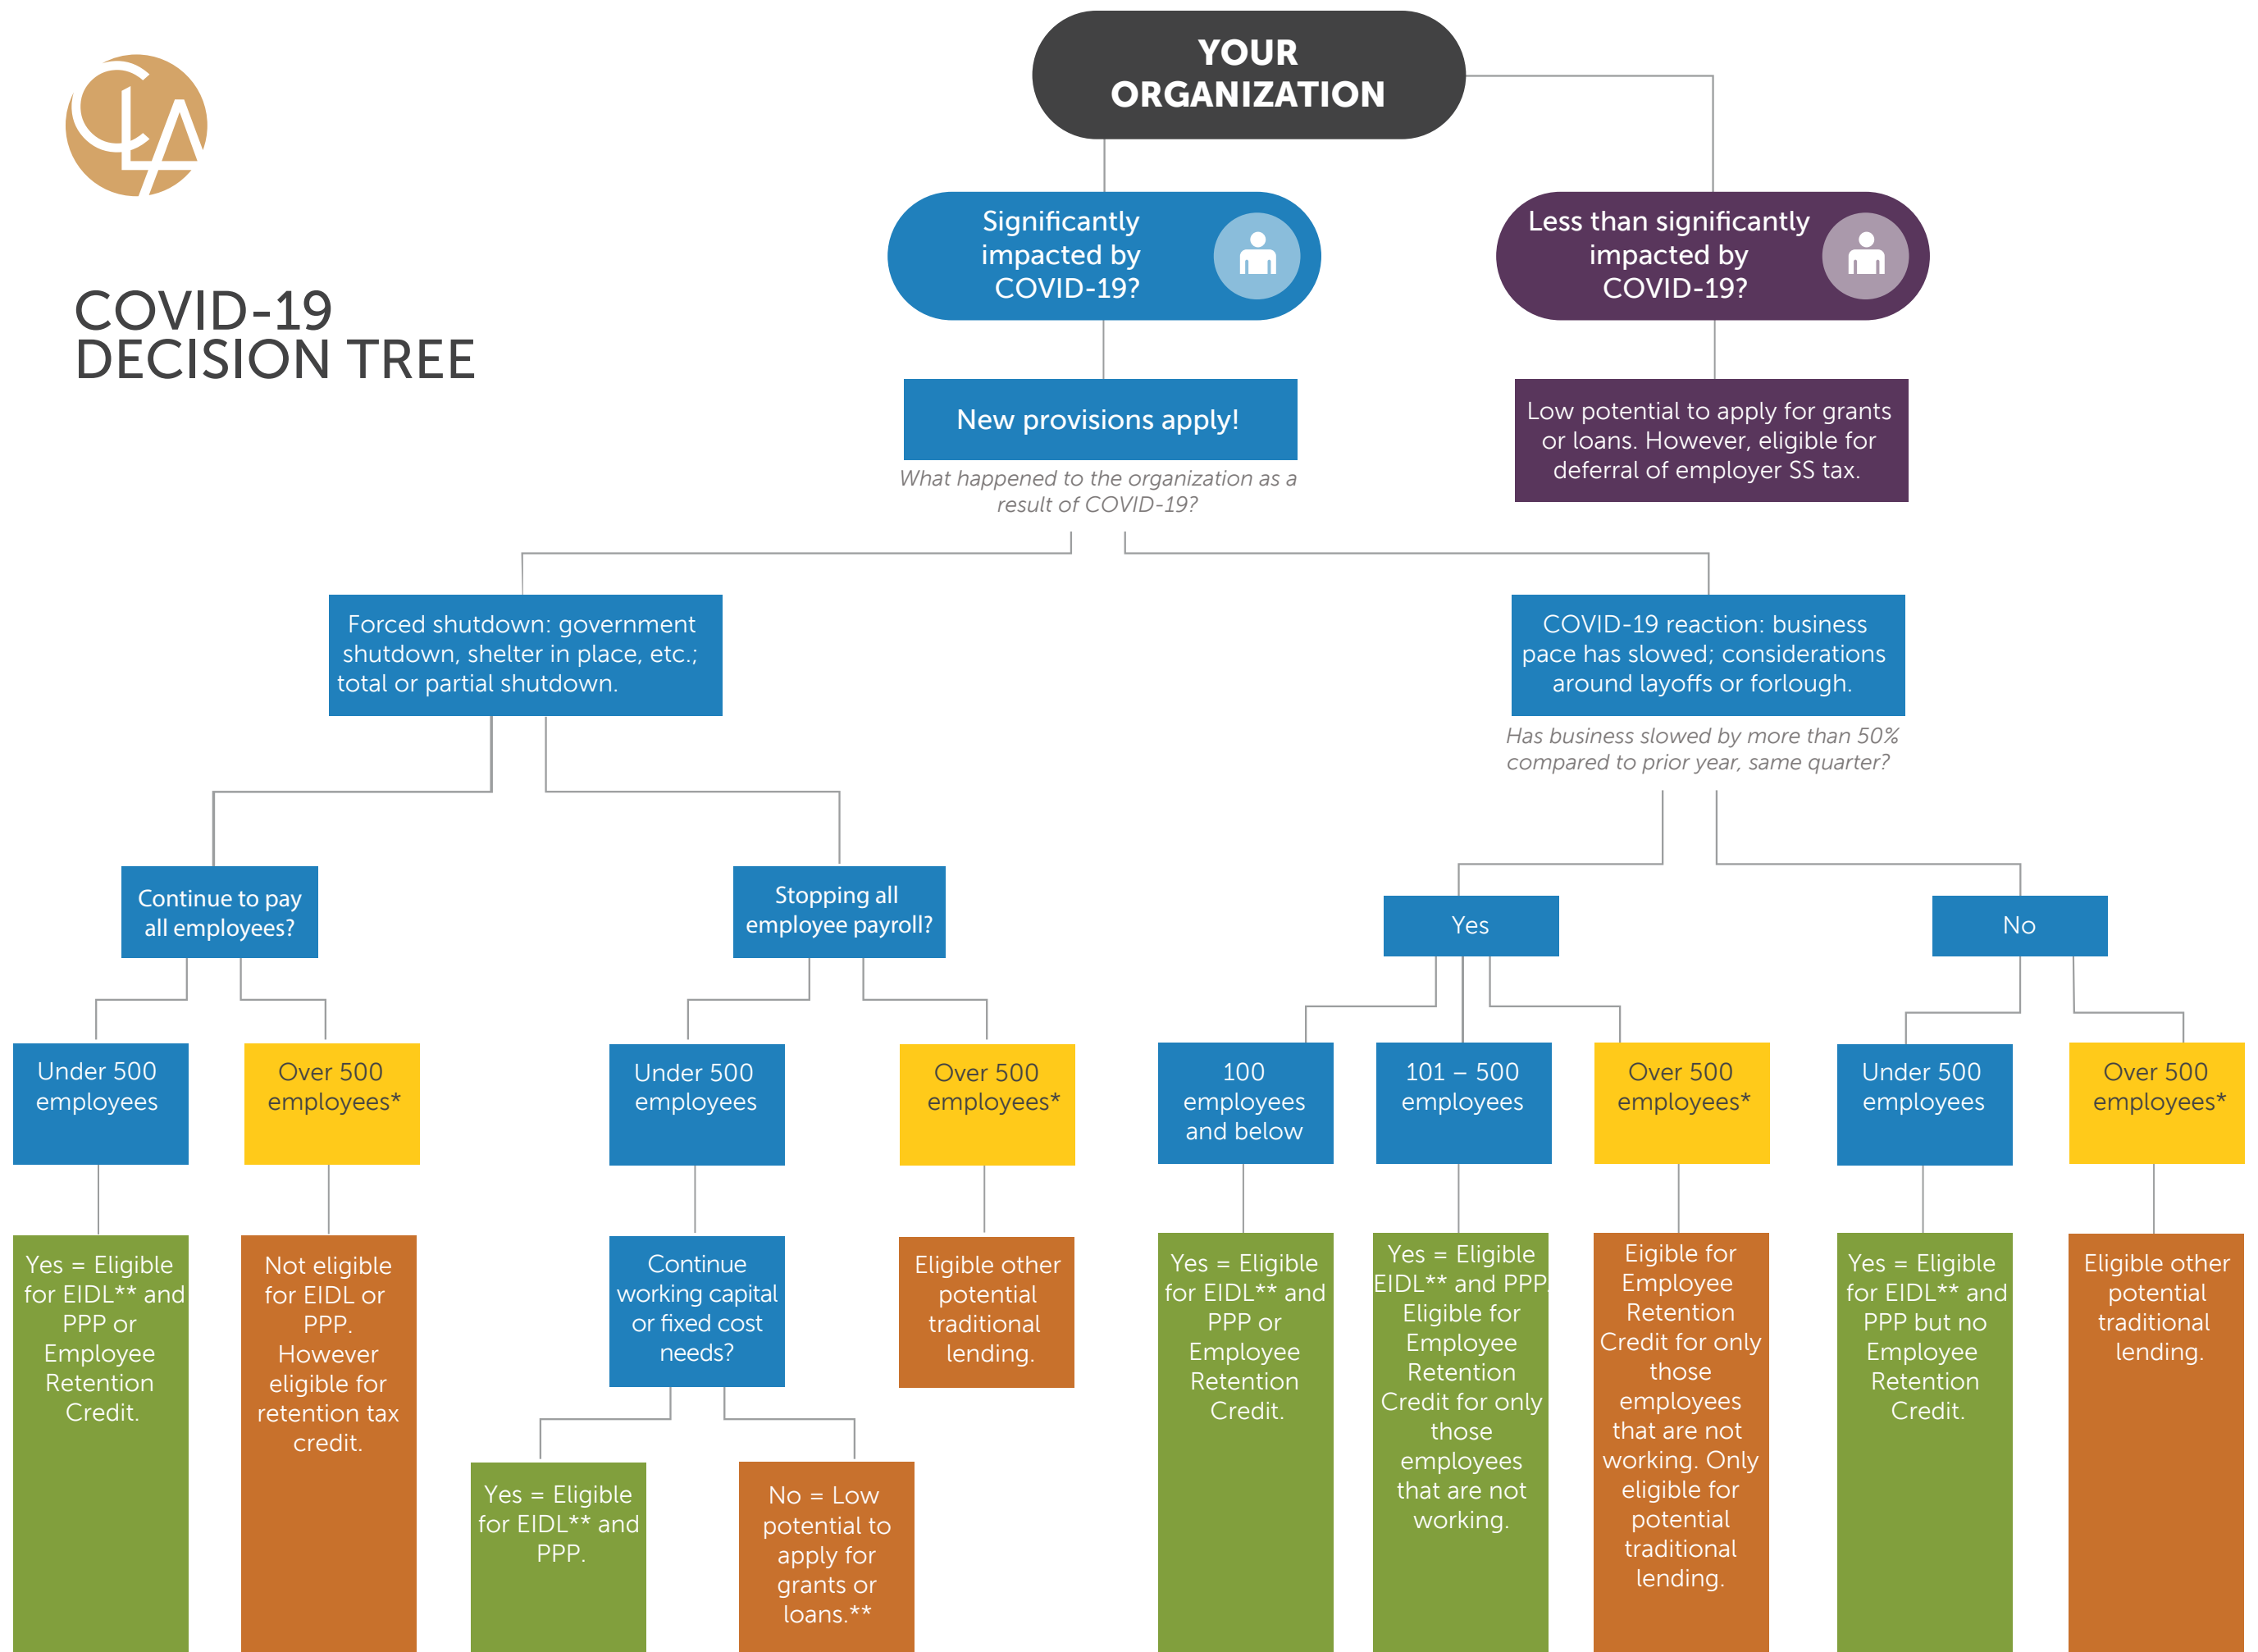 CLA
COVID-19
DECISION TREE
YOUR
ORGANIZATION
Significantly
impacted by
COVID-19?
Less than significantly
impacted by
COVID-19?
New provisions apply!
What happened to the organization as a
result of COVID-19?
Low potential to apply for grants
or loans. However, eligible for
deferral of employer SS tax.
Forced shutdown: government
shutdown, shelter in place, etc.;
total or partial shutdown.
COVID-19 reaction: business
pace has slowed; considerations
around layoffs or forlough.
Has business slowed by more than 50%
compared to prior year, same quarter?
Continue to pay
all employees?
Stopping all
employee payroll?
Yes
No
Under 500
employees
Over 500
employees*
Under 500
employees
Over 500
employees*
100
employees
and below
101 – 500
employees
Over 500
employees*
Under 500
employees
Over 500
employees*
Yes = Eligible
for EIDL** and
PPP or
Employee
Retention
Credit.
Not eligible
for EIDL or
PPP.
However
eligible for
retention tax
credit.
Continue
working capital
or fixed cost
needs?
Eligible other
potential
traditional
lending.
Yes = Eligible
for EIDL** and
PPP or
Employee
Retention
Credit.
Yes = Eligible
EIDL** and PPP.
Eligible for
Employee
Retention
Credit for only
those
employees
that are not
working.
Eigible for
Employee
Retention
Credit for only
those
employees
that are not
working. Only
eligible for
potential
traditional
lending.
Yes = Eligible
for EIDL** and
PPP but no
Employee
Retention
Credit.
Eligible other
potential
traditional
lending.
Yes = Eligible
for EIDL** and
PPP.
No = Low
potential to
apply for
grants or
loans.**